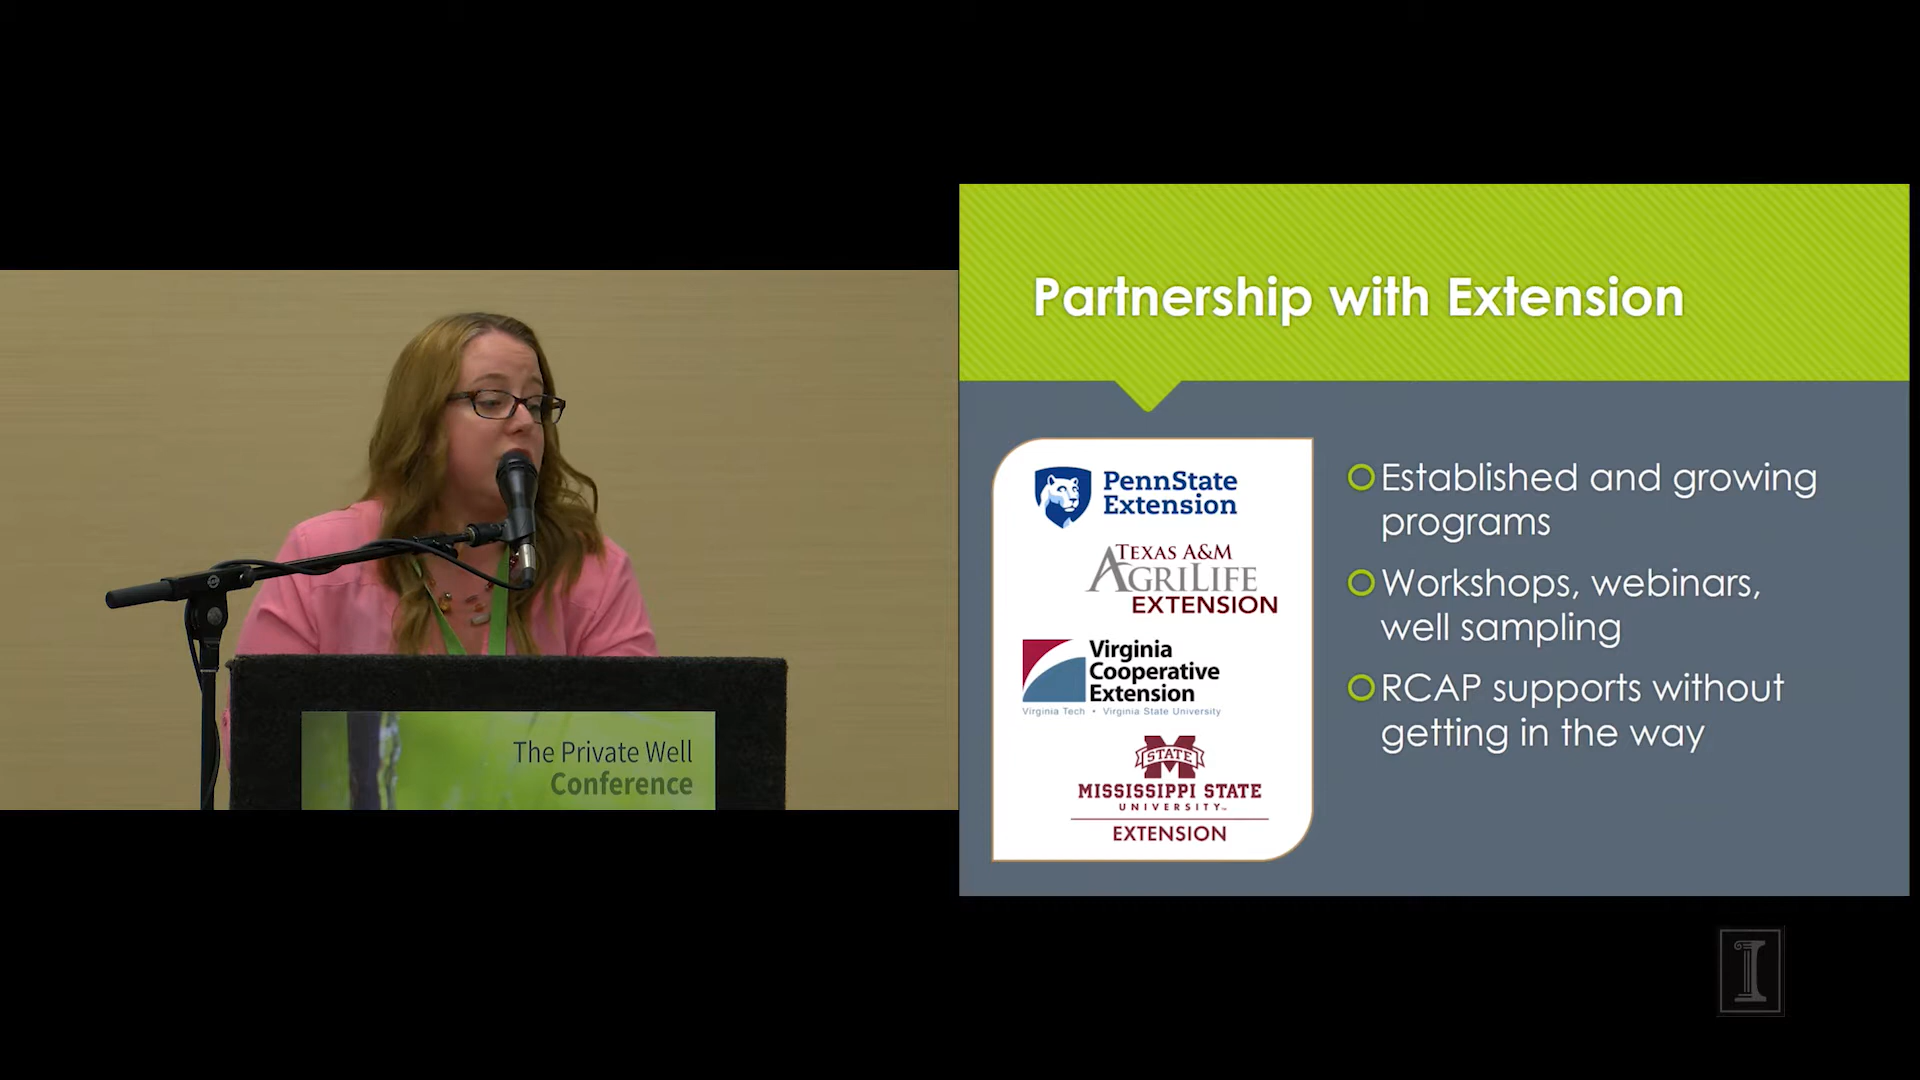 Partnership with Extension
PennState
Extension
TEXAS A&M
AGRILIFE
EXTENSION
Virginia
Cooperative
Extension
Virginia Tech • Virginia State University
STATE
MISSISSIPPI STATE
UNIVERSITY™
EXTENSION
Established and growing
programs
Workshops, webinars,
well sampling
RCAP supports without
getting in the way
The Private Well
Conference
I